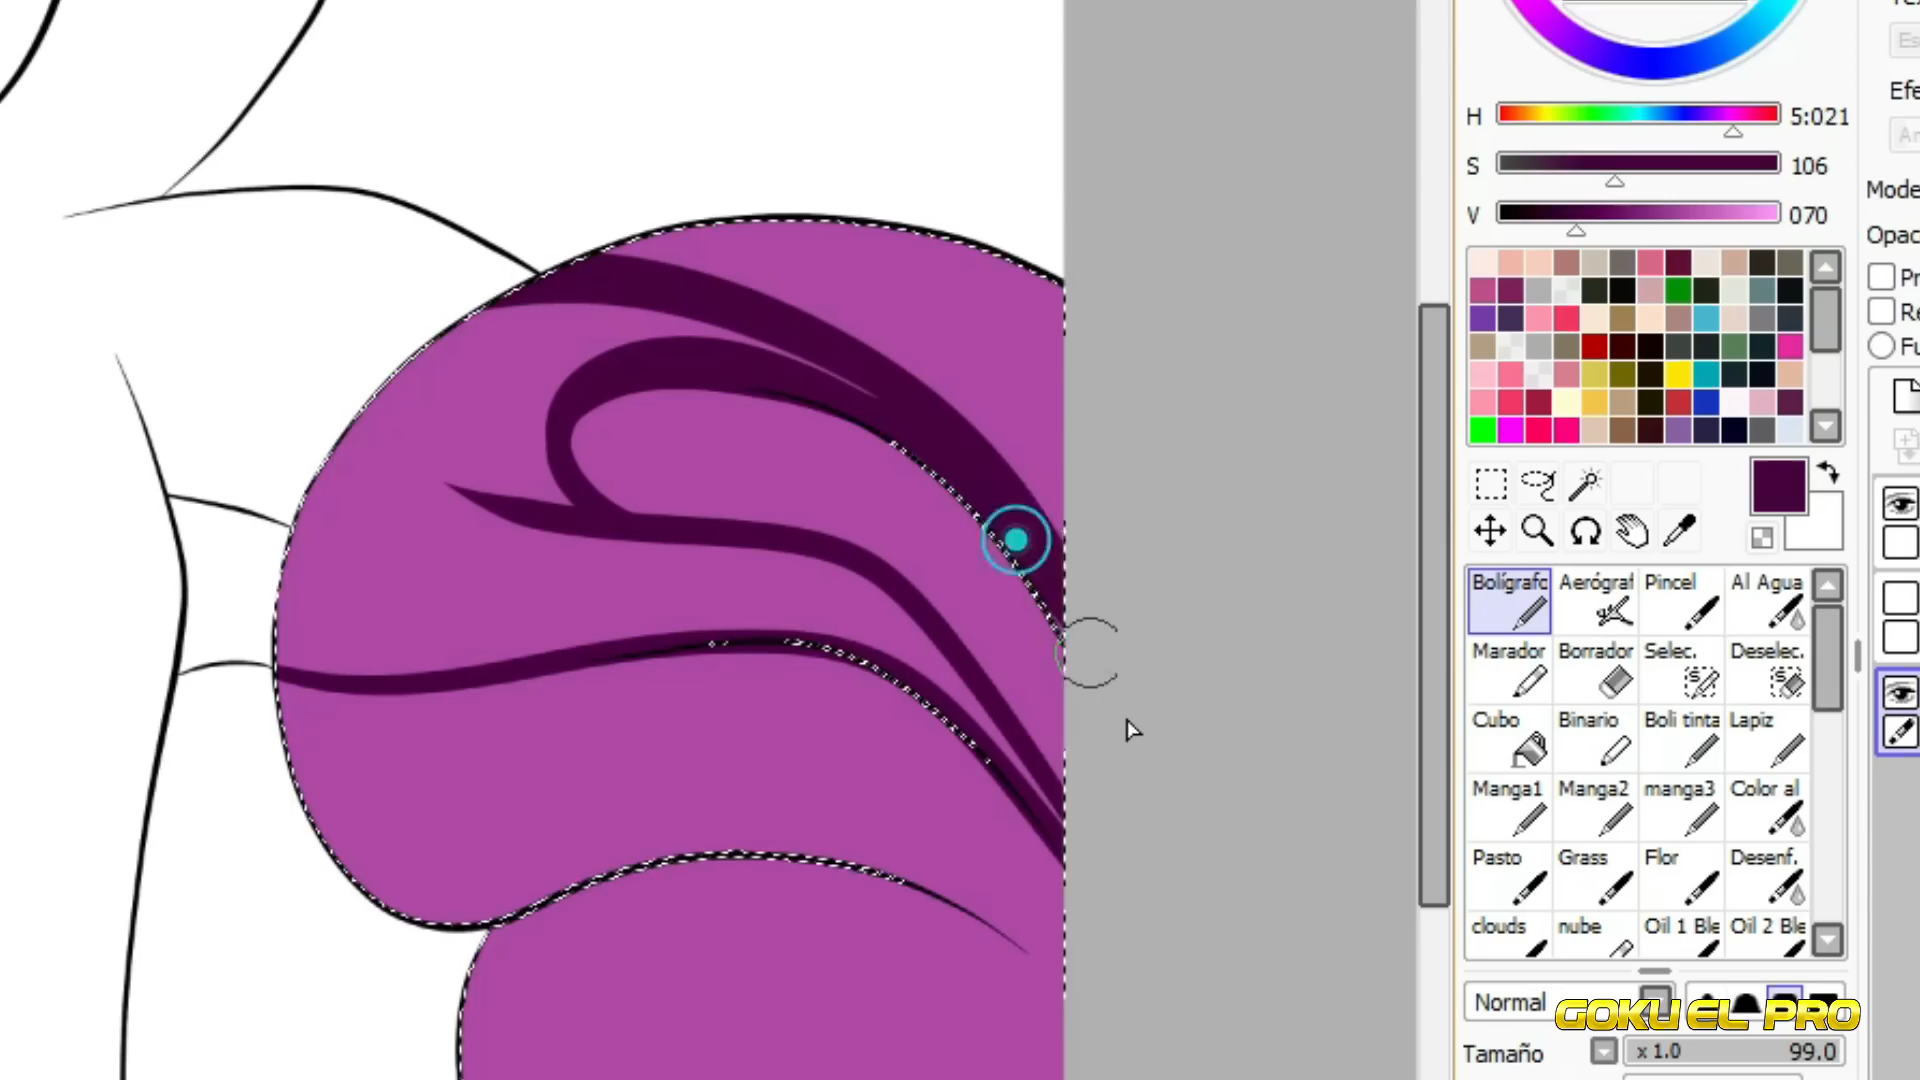 H 5:021
Efe
S 106
Mode
V 070
Opac
Pr
Re
Fu
Bolígrafo Aerógraf Pincel Al Agua
Marador Borrador Selec. Deselec.
Cubo Binario Boli tinta Lapiz
Manga1 Manga2 manga3 Color al
Pasto Grass Flor Desenf.
clouds nube Oil 1 Ble Oil 2 Ble
Normal
GOKU EL PRO
Tamaño x 1.0 99.0